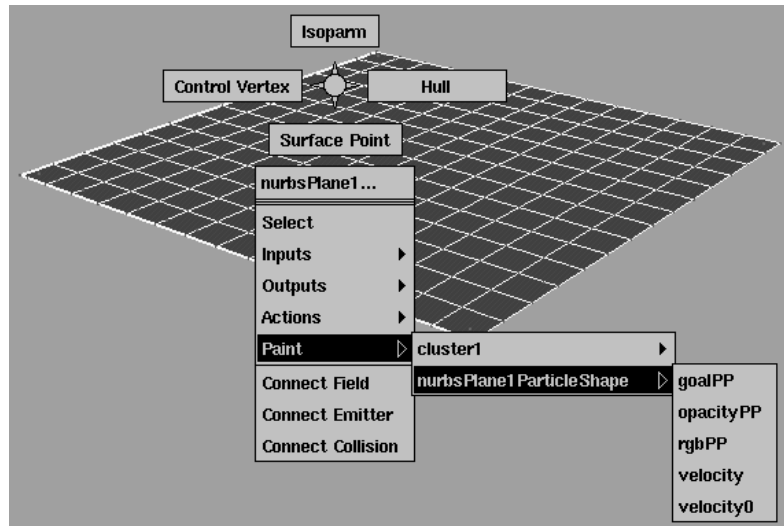 Isoparm
Control Vertex
Hull
Surface Point
nurbsPlane1...
Select
Inputs
Outputs
Actions
Paint
cluster1
nurbsPlane1ParticleShape
goalPP
opacityPP
rgbPP
velocity
velocity0
Connect Field
Connect Emitter
Connect Collision